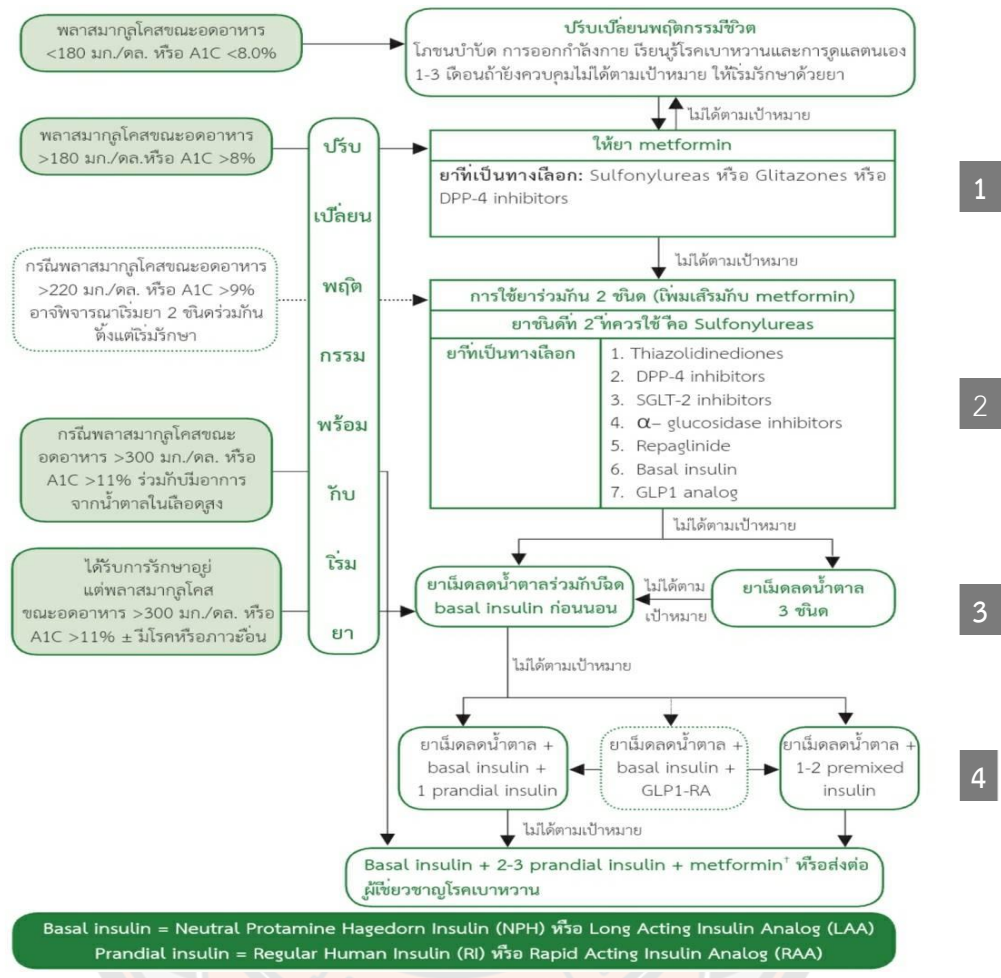 พลาสมากลูโคสขณะอดอาหาร
<180 มก./ดล. หรือ A1C <8.0%
ปรับเปลี่ยนพฤติกรรมชีวิต
โภชนบำบัด การออกกำลังกาย เรียนรู้โรคเบาหวานและการดูแลตนเอง
1-3 เดือนถ้ายังควบคุมไม่ได้ตามเป้าหมาย ให้เริ่มรักษาด้วยยา
ไม่ได้ตามเป้าหมาย
พลาสมากลูโคสขณะอดอาหาร
>180 มก./ดล.หรือ A1C >8%
ปรับ
เปลี่ยน
พฤติ
กรรม
พร้อม
กับ
เริ่ม
ยา
ให้ยา metformin
ยาที่เป็นทางเลือก: Sulfonylureas หรือ Glitazones หรือ
DPP-4 inhibitors
1
ไม่ได้ตามเป้าหมาย
กรณีพลาสมากลูโคสขณะอดอาหาร
>220 มก./ดล. หรือ A1C >9%
อาจพิจารณาเริ่มยา 2 ชนิดร่วมกัน
ตั้งแต่เริ่มรักษา
การใช้ยาร่วมกัน 2 ชนิด (เพิ่มเสริมกับ metformin)
ยาชนิดที่ 2 ที่ควรใช้ คือ Sulfonylureas
ยาที่เป็นทางเลือก
1. Thiazolidinediones
2. DPP-4 inhibitors
3. SGLT-2 inhibitors
4. α– glucosidase inhibitors
5. Repaglinide
6. Basal insulin
7. GLP1 analog
2
กรณีพลาสมากลูโคสขณะ
อดอาหาร >300 มก./ดล. หรือ
A1C >11% ร่วมกับมีอาการ
จากน้ำตาลในเลือดสูง
ไม่ได้ตามเป้าหมาย
ได้รับการรักษาอยู่
แต่พลาสมากลูโคส
ขณะอดอาหาร >300 มก./ดล. หรือ
A1C >11% ± มีโรคหรือภาวะอื่น
ยาเม็ดลดน้ำตาลร่วมกับฉีด
basal insulin ก่อนนอน
ไม่ได้ตาม
เป้าหมาย
ยาเม็ดลดน้ำตาล
3 ชนิด
3
ไม่ได้ตามเป้าหมาย
ยาเม็ดลดน้ำตาล +
basal insulin +
1 prandial insulin
ยาเม็ดลดน้ำตาล +
basal insulin +
GLP1-RA
ยาเม็ดลดน้ำตาล +
1-2 premixed
insulin
4
ไม่ได้ตามเป้าหมาย
Basal insulin + 2-3 prandial insulin + metformin† หรือส่งต่อ
ผู้เชี่ยวชาญโรคเบาหวาน
Basal insulin = Neutral Protamine Hagedorn Insulin (NPH) หรือ Long Acting Insulin Analog (LAA)
Prandial insulin = Regular Human Insulin (RI) หรือ Rapid Acting Insulin Analog (RAA)